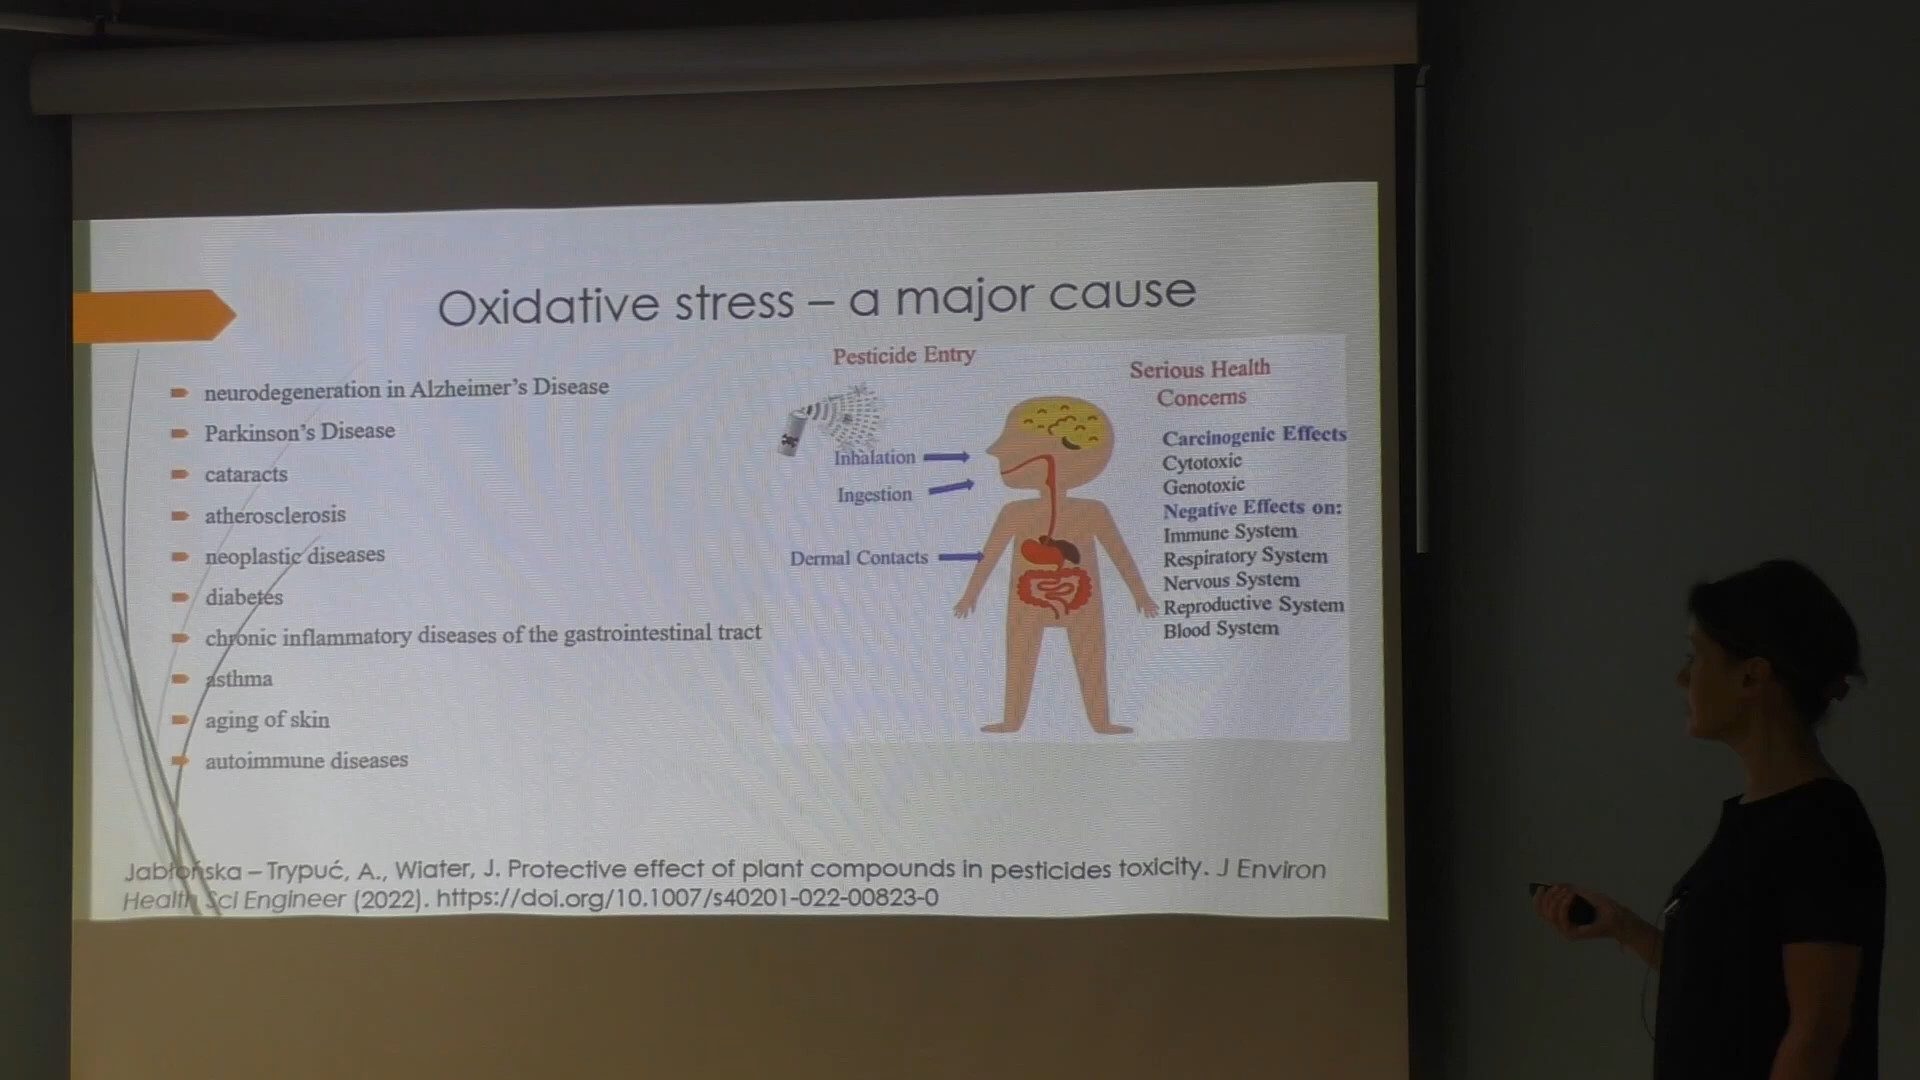 Oxidative stress – a major cause
neurodegeneration in Alzheimer's Disease
Parkinson's Disease
cataracts
atherosclerosis
neoplastic diseases
diabetes
chronic inflammatory diseases of the gastrointestinal tract
asthma
aging of skin
autoimmune diseases
Pesticide Entry
Inhalation
Ingestion
Dermal Contacts
Serious Health
Concerns
Carcinogenic Effects
Cytotoxic
Genotoxic
Negative Effects on:
Immune System
Respiratory System
Nervous System
Reproductive System
Blood System
Jabłońska – Trypuć, A., Wiater, J. Protective effect of plant compounds in pesticides toxicity. J Environ
Health Sci Engineer (2022). https://doi.org/10.1007/s40201-022-00823-0